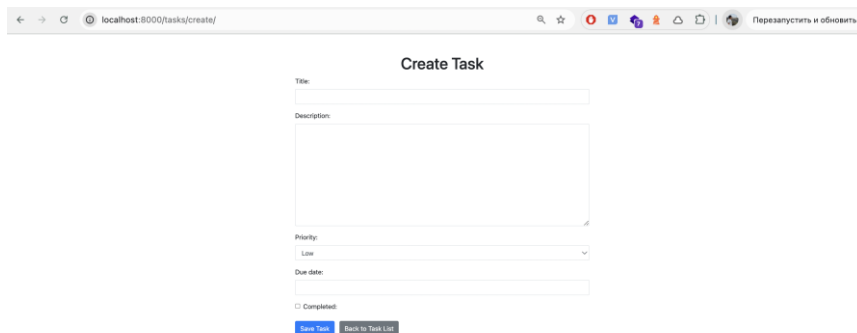 localhost:8000/tasks/create/
Перезапустить и обновить
Create Task
Title:
Description:
Priority:
Low
Due date:
Completed:
Save Task Back to Task List